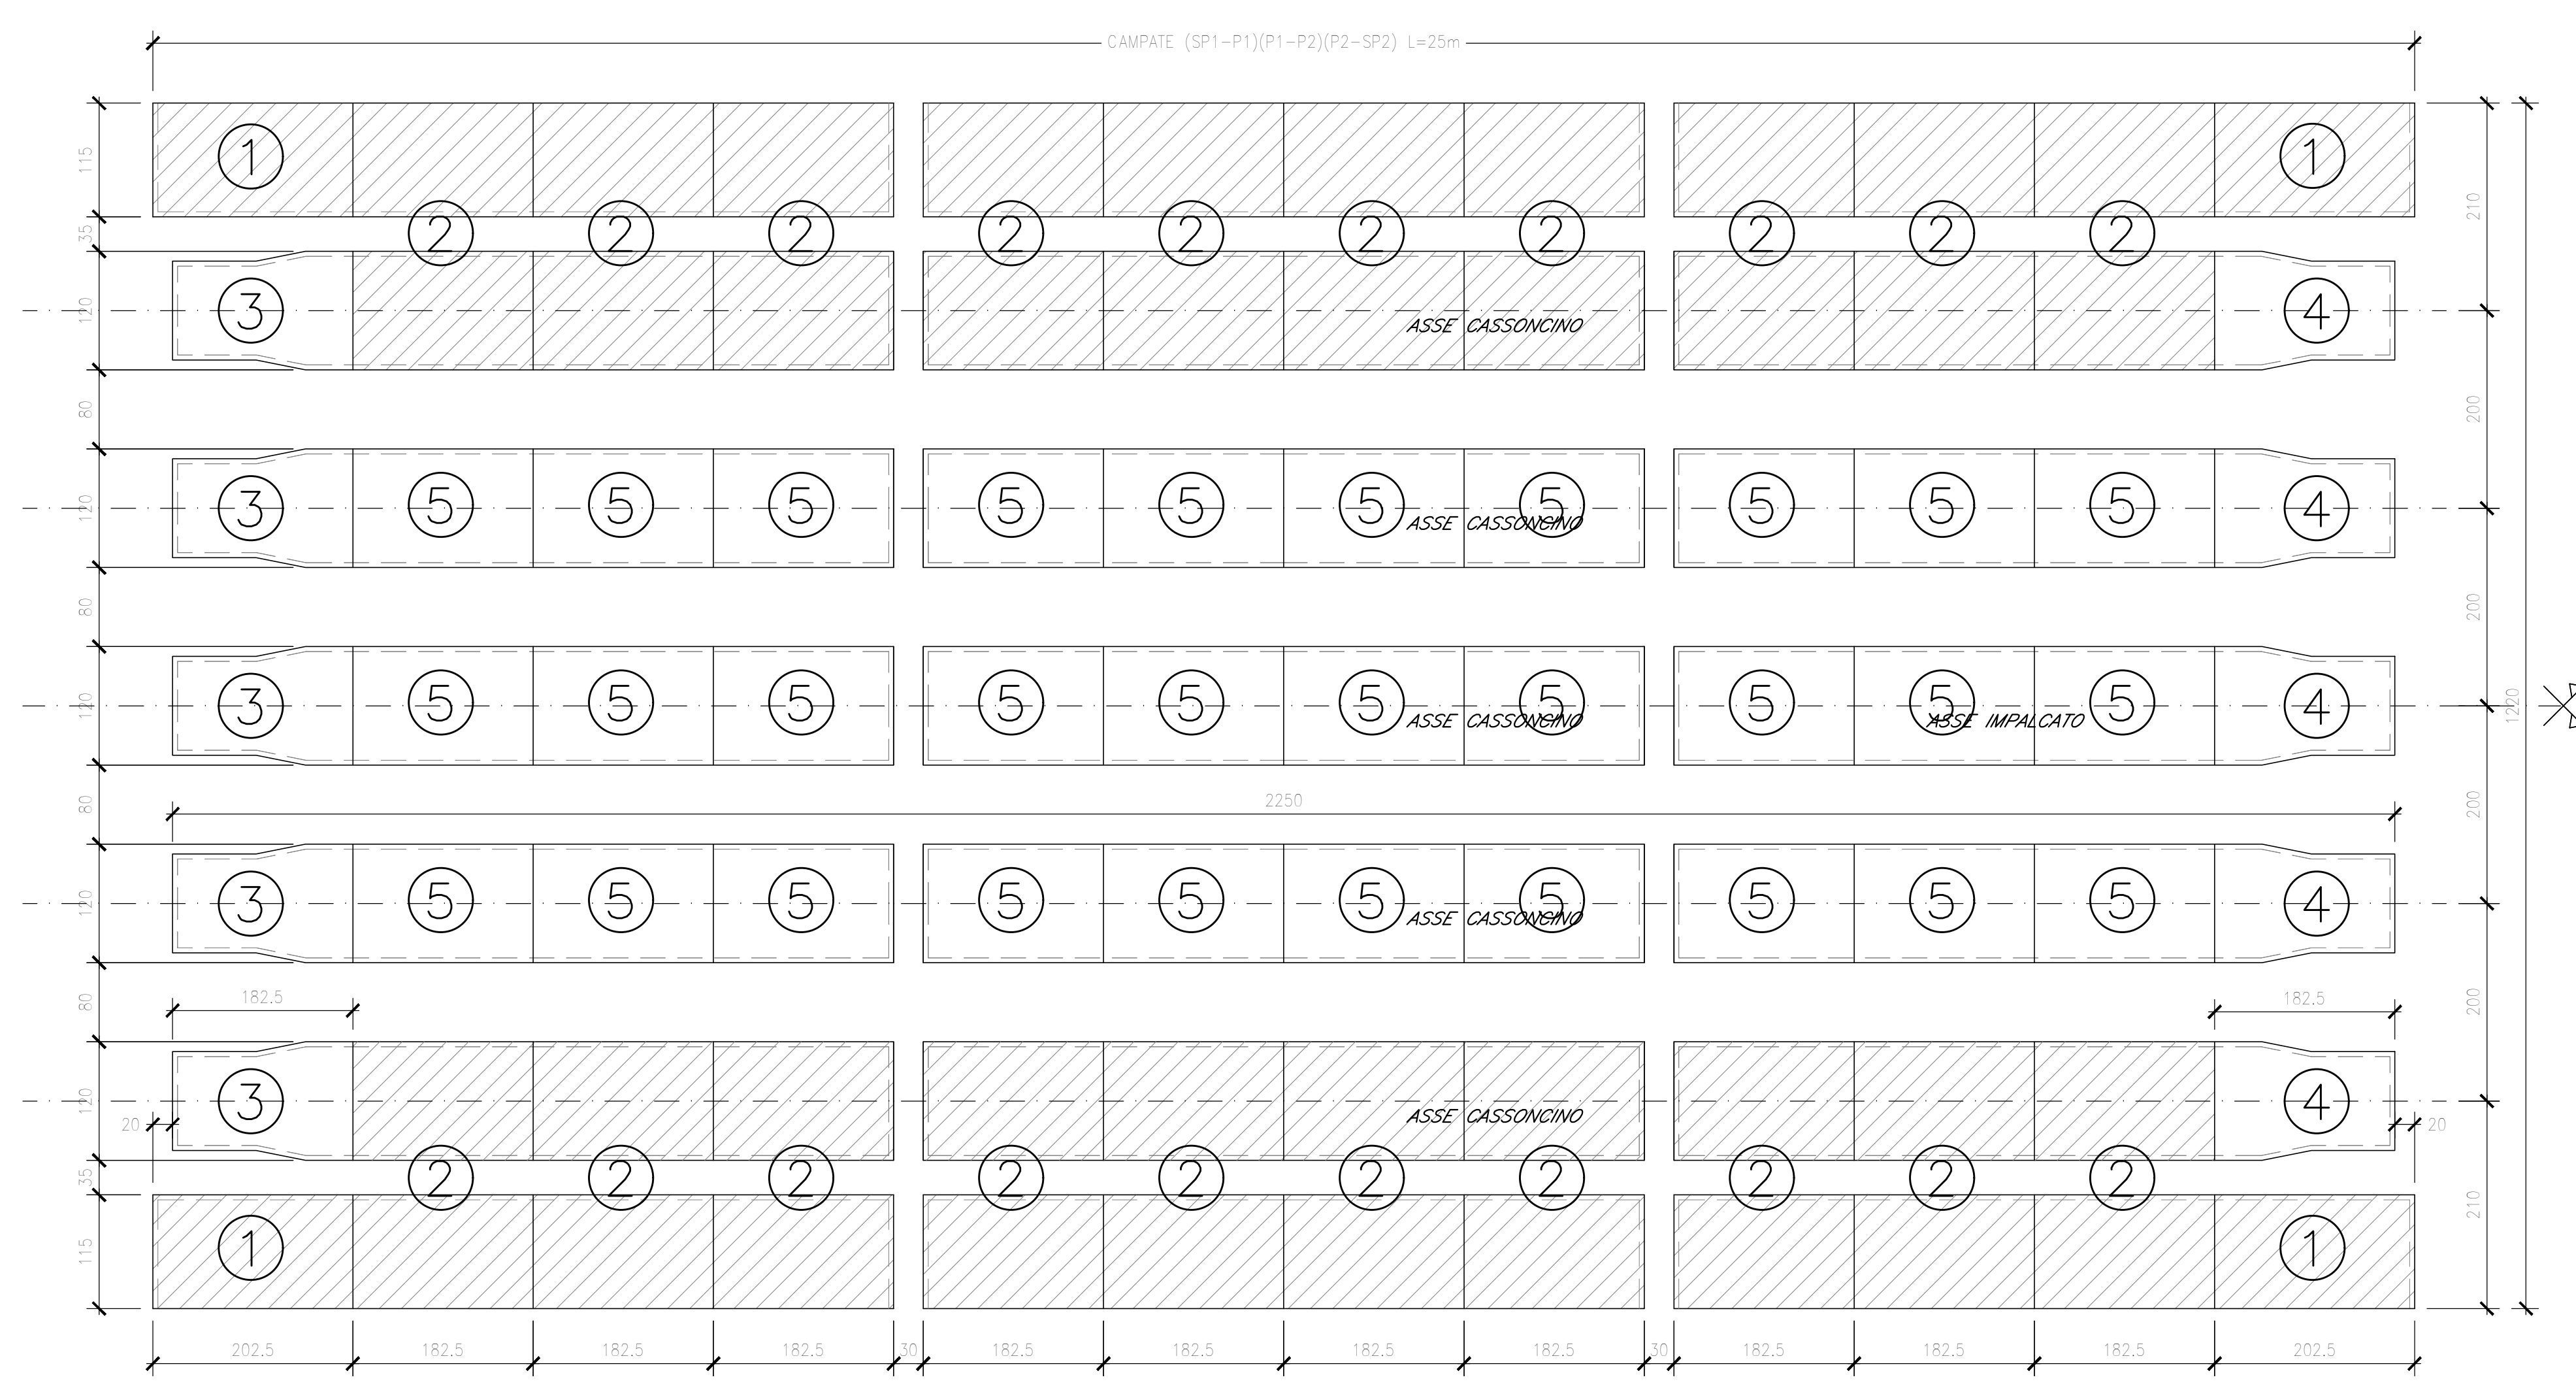 CAMPATE (SP1-P1)(P1-P2)(P2-SP2) L=25m
115
1
1
210
35
2 2 2 2 2 2 2 2 2 2
120
3
4
ASSE CASSONCINO
80
200
120
3 5 5 5 5 5 5 5 5 5 5 4
ASSE CASSONCINO
80
200
120
3 5 5 5 5 5 5 5 5 5 5 4
1220
ASSE CASSONCINO
ASSE IMPALCATO
80
2250
200
120
3 5 5 5 5 5 5 5 5 5 5 4
ASSE CASSONCINO
80
182.5
182.5
200
120
3
4
ASSE CASSONCINO
20
20
35
2 2 2 2 2 2 2 2 2 2
210
115
1
1
202.5 182.5 182.5 182.5 30 182.5 182.5 182.5 182.5 30 182.5 182.5 182.5 202.5